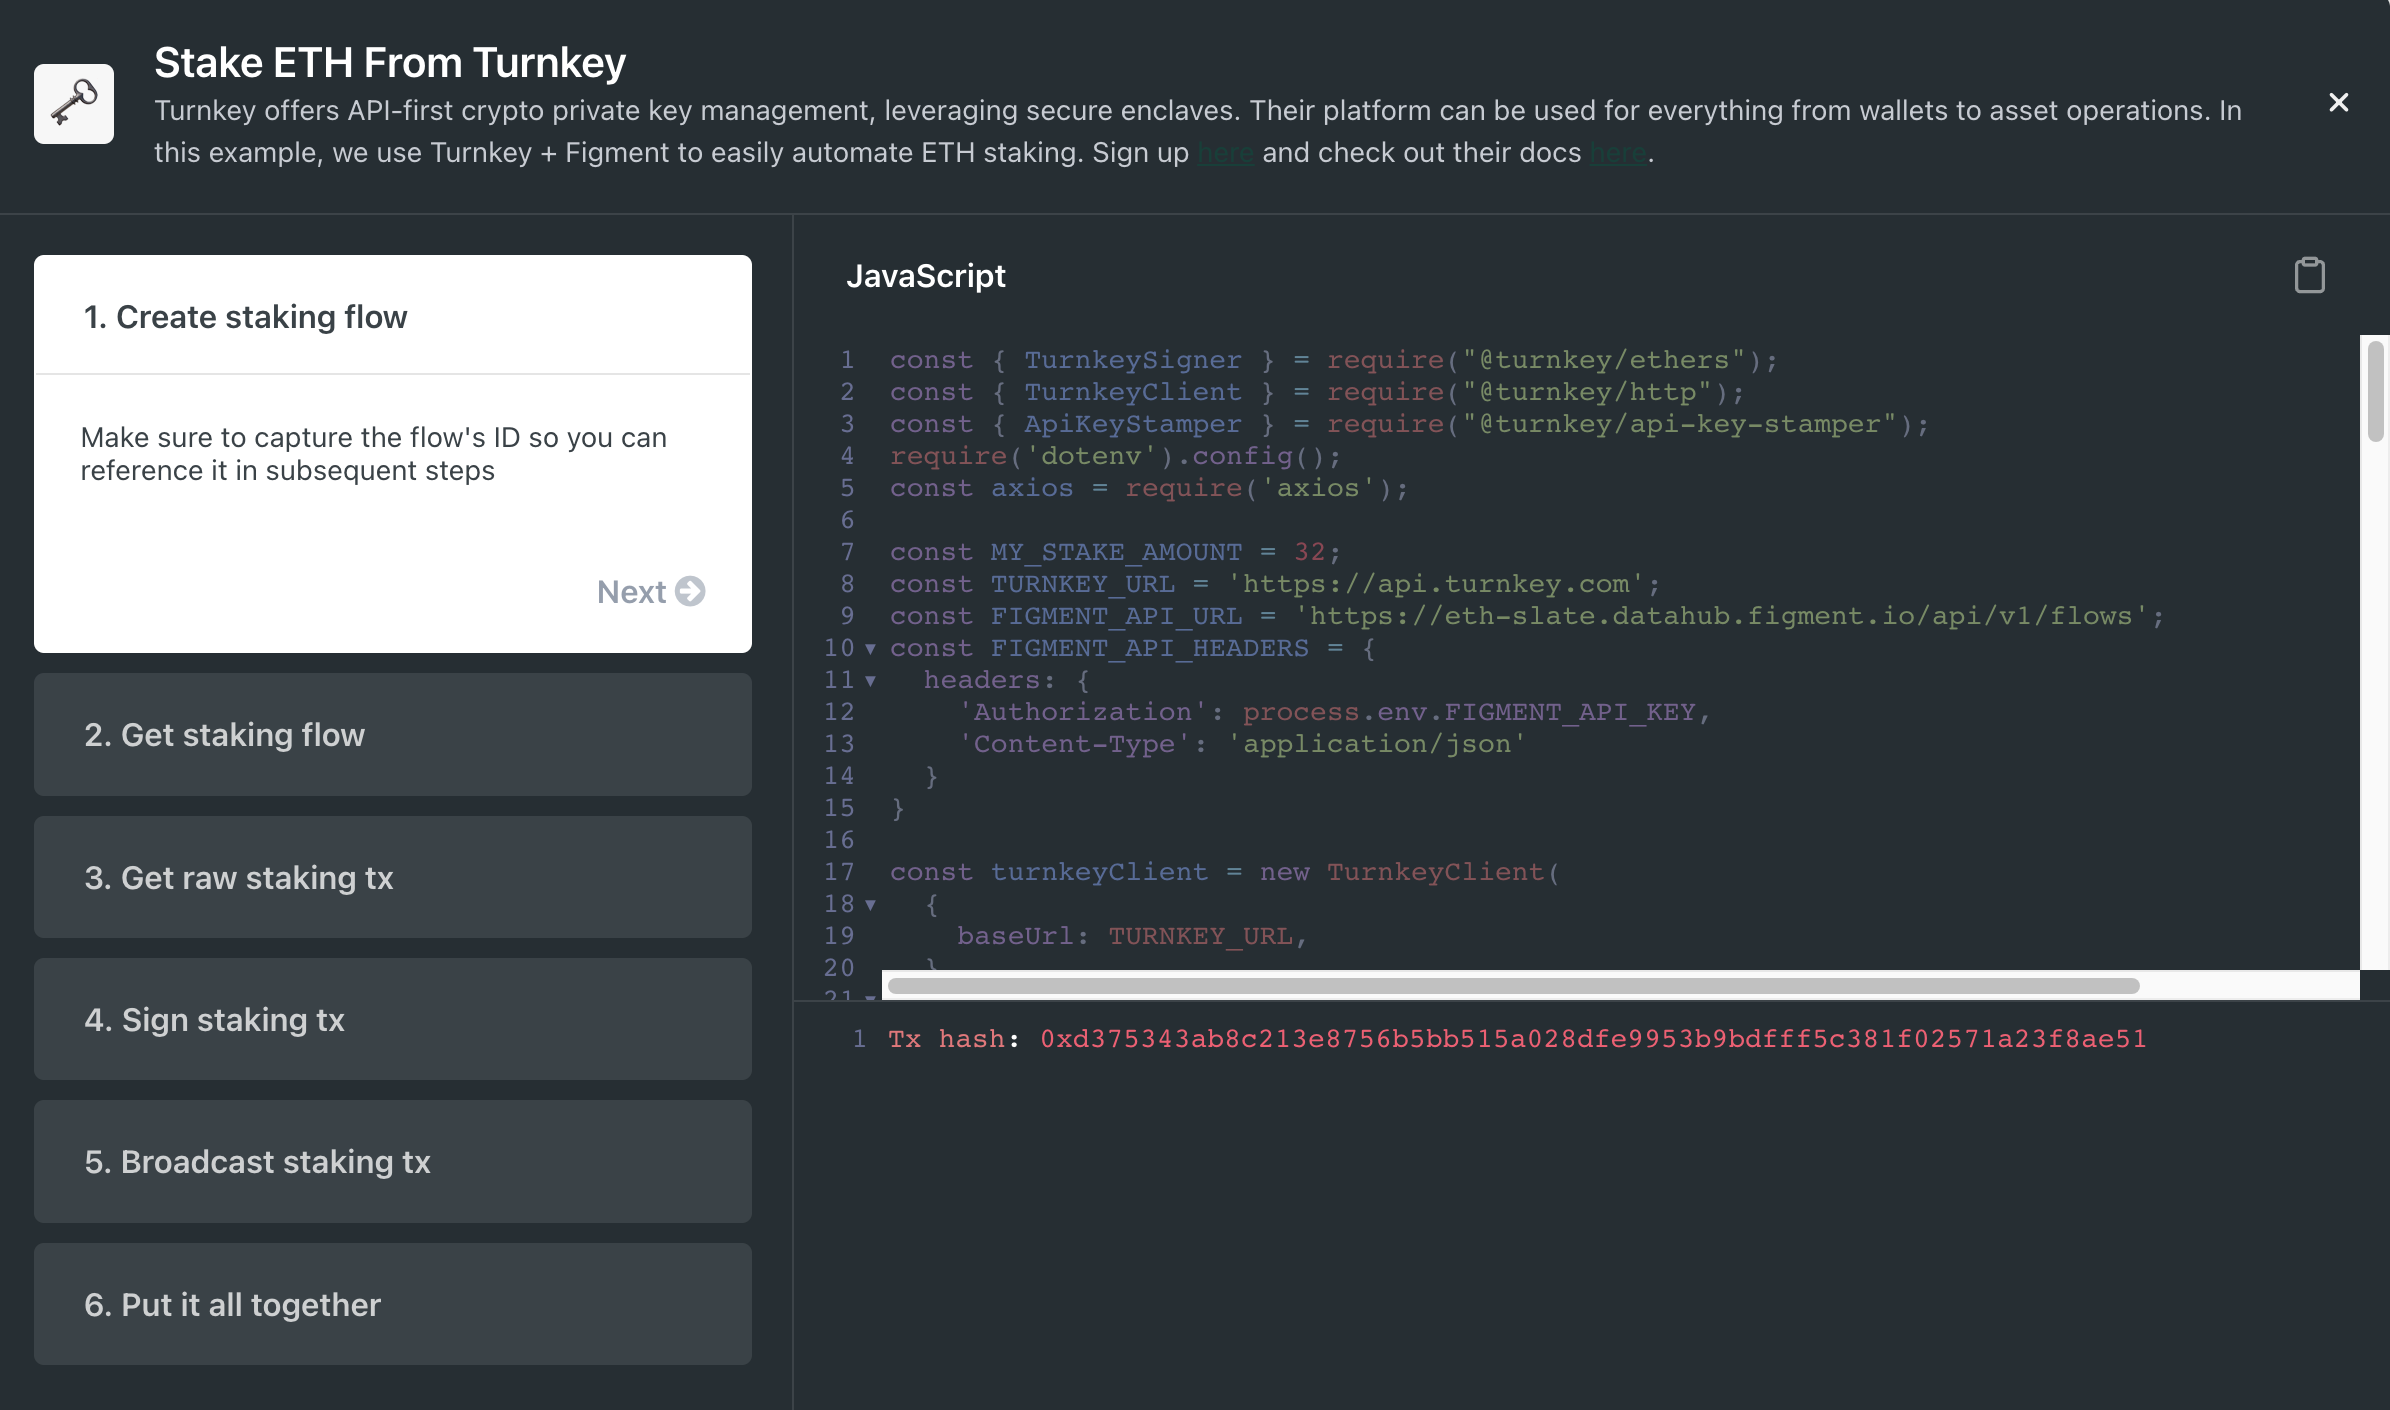 Stake ETH From Turnkey
Turnkey offers API-first crypto private key management, leveraging secure enclaves. Their platform can be used for everything from wallets to asset operations. In
this example, we use Turnkey + Figment to easily automate ETH staking. Sign up here and check out their docs here.
1. Create staking flow
Make sure to capture the flow's ID so you can
reference it in subsequent steps
Next
2. Get staking flow
3. Get raw staking tx
4. Sign staking tx
5. Broadcast staking tx
6. Put it all together
JavaScript
1 const { TurnkeySigner } = require("@turnkey/ethers");
2 const { TurnkeyClient } = require("@turnkey/http");
3 const { ApiKeyStamper } = require("@turnkey/api-key-stamper");
4 require('dotenv').config();
5 const axios = require('axios');
6
7 const MY_STAKE_AMOUNT = 32;
8 const TURNKEY_URL = 'https://api.turnkey.com';
9 const FIGMENT_API_URL = 'https://eth-slate.datahub.figment.io/api/v1/flows';
10 const FIGMENT_API_HEADERS = {
11 headers: {
12 'Authorization': process.env.FIGMENT_API_KEY,
13 'Content-Type': 'application/json'
14 }
15 }
16
17 const turnkeyClient = new TurnkeyClient(
18 {
19 baseUrl: TURNKEY_URL,
20 }
21
1 Tx hash: 0xd375343ab8c213e8756b5bb515a028dfe9953b9bdfff5c381f02571a23f8ae51